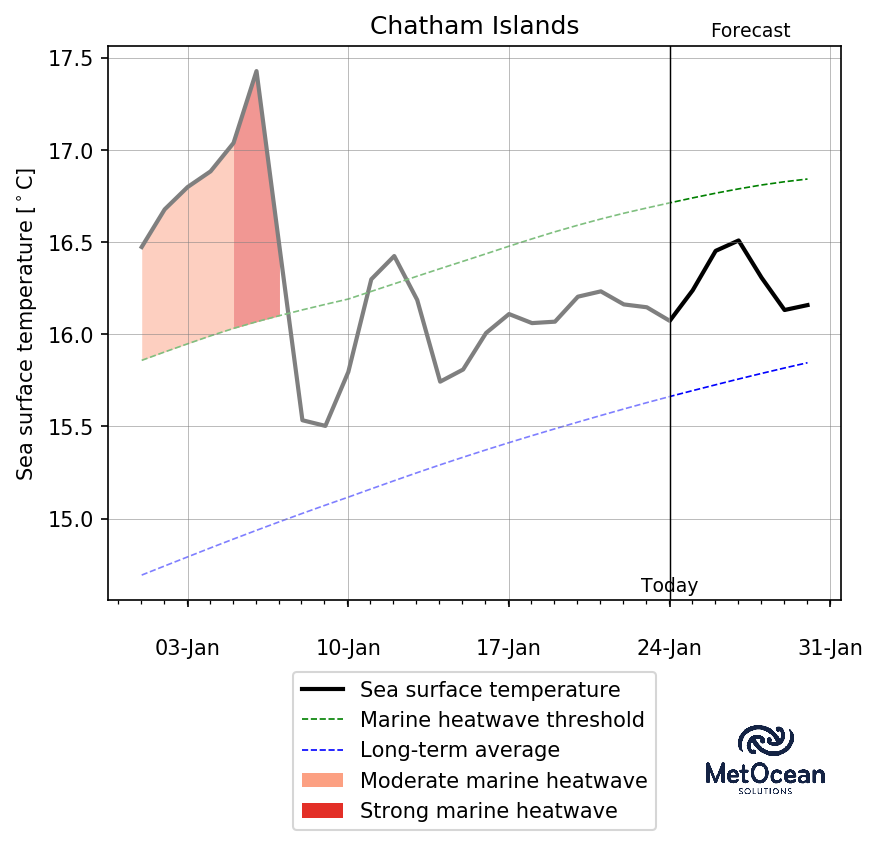 Chatham Islands
Forecast
17.5
17.0
16.5
16.0
15.5
15.0
Sea surface temperature [°C]
Today
03-Jan 10-Jan 17-Jan 24-Jan 31-Jan
Sea surface temperature
Marine heatwave threshold
Long-term average
Moderate marine heatwave
Strong marine heatwave
MetOcean
SOLUTIONS